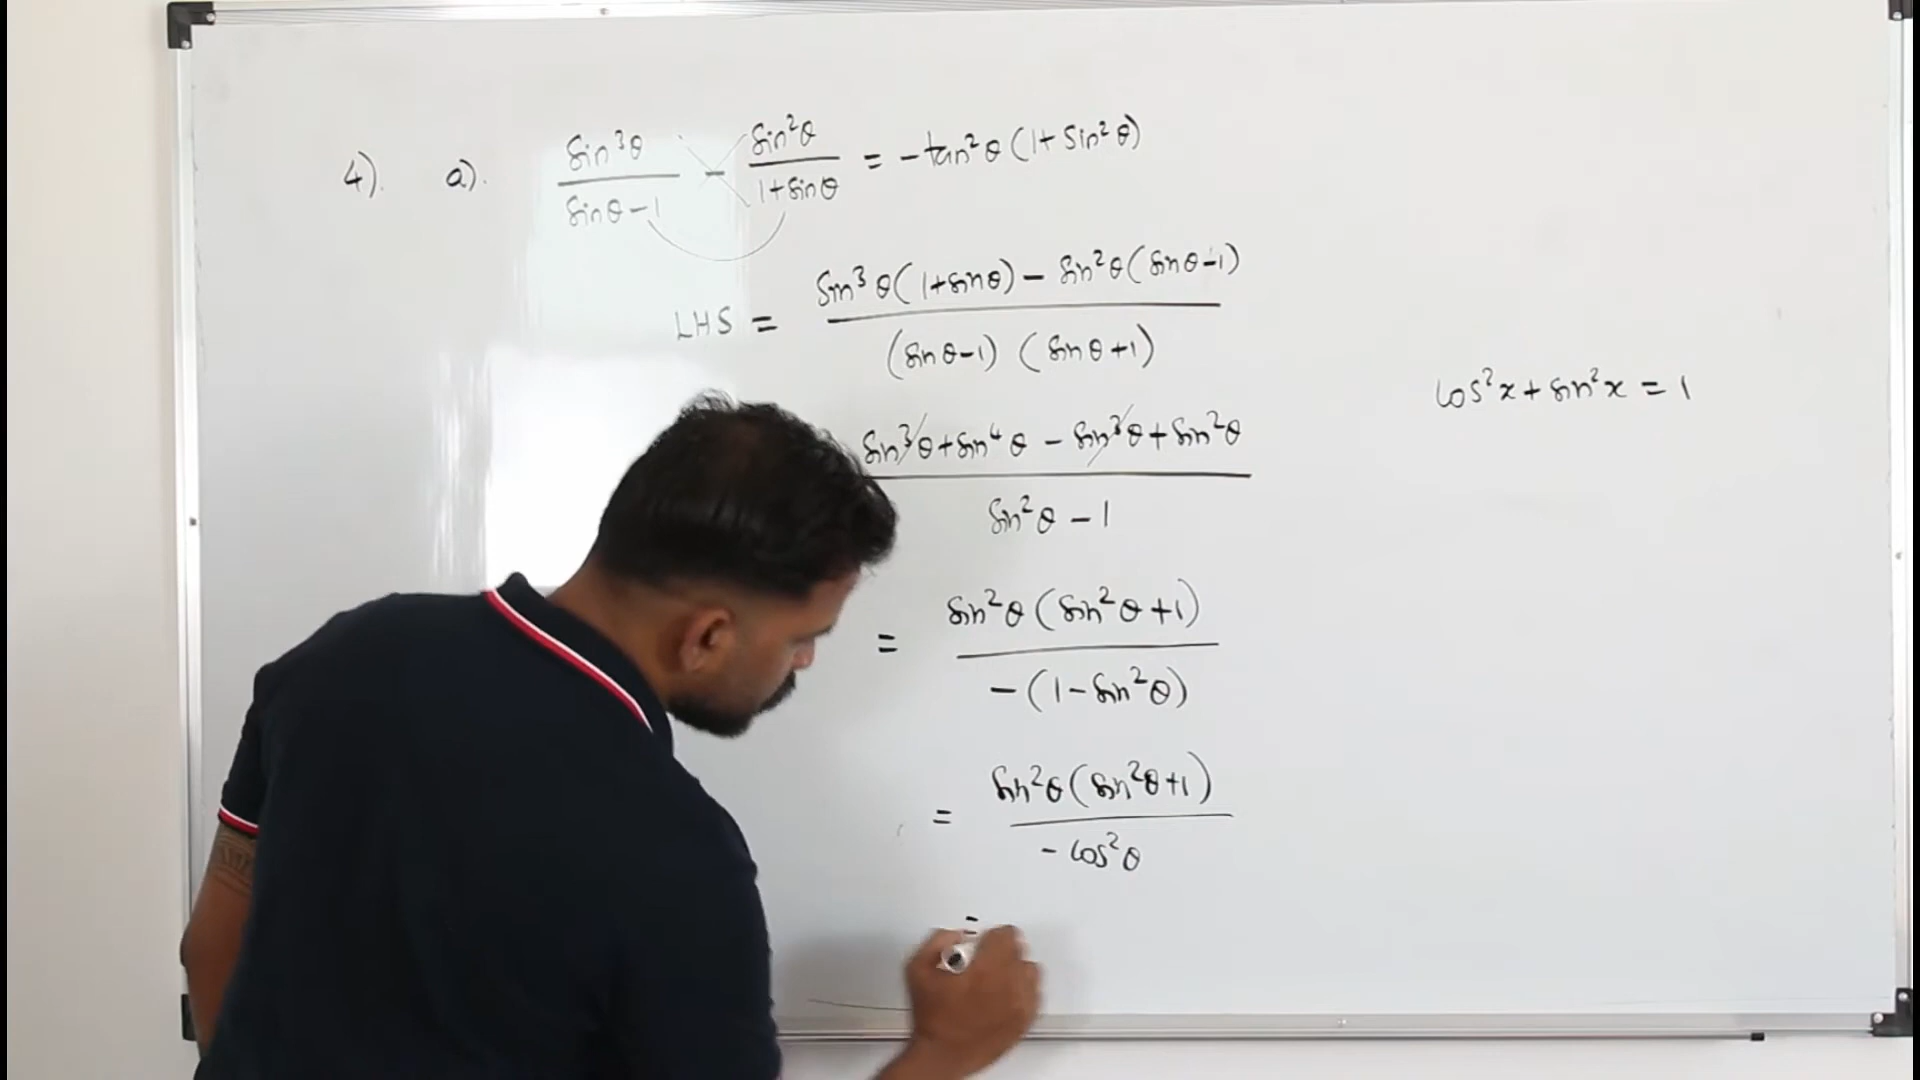 4). a). sin³θ/(sinθ-1) - sin²θ/(1+sinθ) = -tan²θ(1+sin²θ)
LHS = (sin³θ(1+sinθ) - sin²θ(sinθ-1))/((sinθ-1)(sinθ+1))
cos²x + sin²x = 1
(sin³θ+sin⁴θ - sin³θ+sin²θ)/(sin²θ-1)
= (sin²θ(sin²θ+1))/(-(1-sin²θ))
= (sin²θ(sin²θ+1))/(-cos²θ)
=